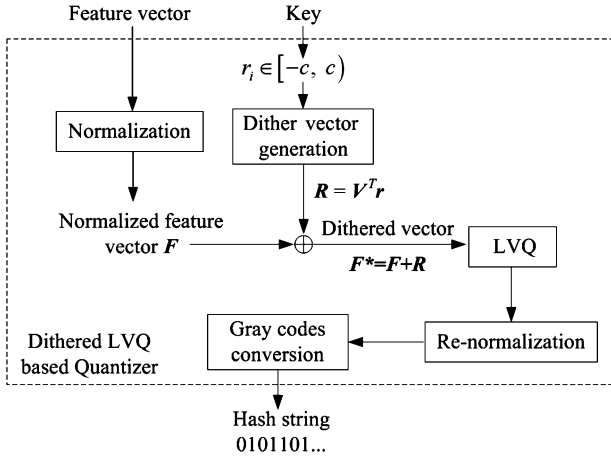 Feature vector
Key
r_i ∈ [−c, c)
Normalization
Dither vector
generation
R = V^T r
Normalized feature
vector F
Dithered vector
F*=F+R
LVQ
Re-normalization
Gray codes
conversion
Dithered LVQ
based Quantizer
Hash string
0101101...